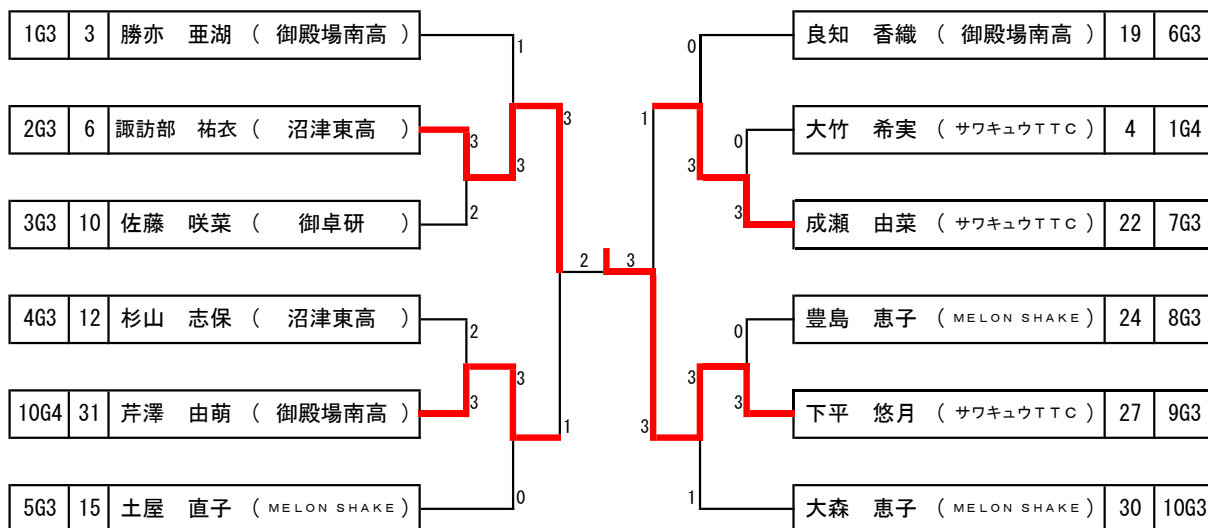 1G3 3 勝亦 亜湖 ( 御殿場南高 )
1
2G3 6 諏訪部 祐衣 ( 沼津東高 )
3
3
3
3G3 10 佐藤 咲菜 ( 御卓研 )
2
2
4G3 12 杉山 志保 ( 沼津東高 )
2
3
10G4 31 芹澤 由萌 ( 御殿場南高 )
3
1
5G3 15 土屋 直子 ( MELON SHAKE )
0
0
良知 香織 ( 御殿場南高 ) 19 6G3
1
0
大竹 希実 ( サワキュウTTC ) 4 1G4
3
3
成瀬 由菜 ( サワキュウTTC ) 22 7G3
3
0
豊島 恵子 ( MELON SHAKE ) 24 8G3
3
3
下平 悠月 ( サワキュウTTC ) 27 9G3
3
1
大森 恵子 ( MELON SHAKE ) 30 10G3